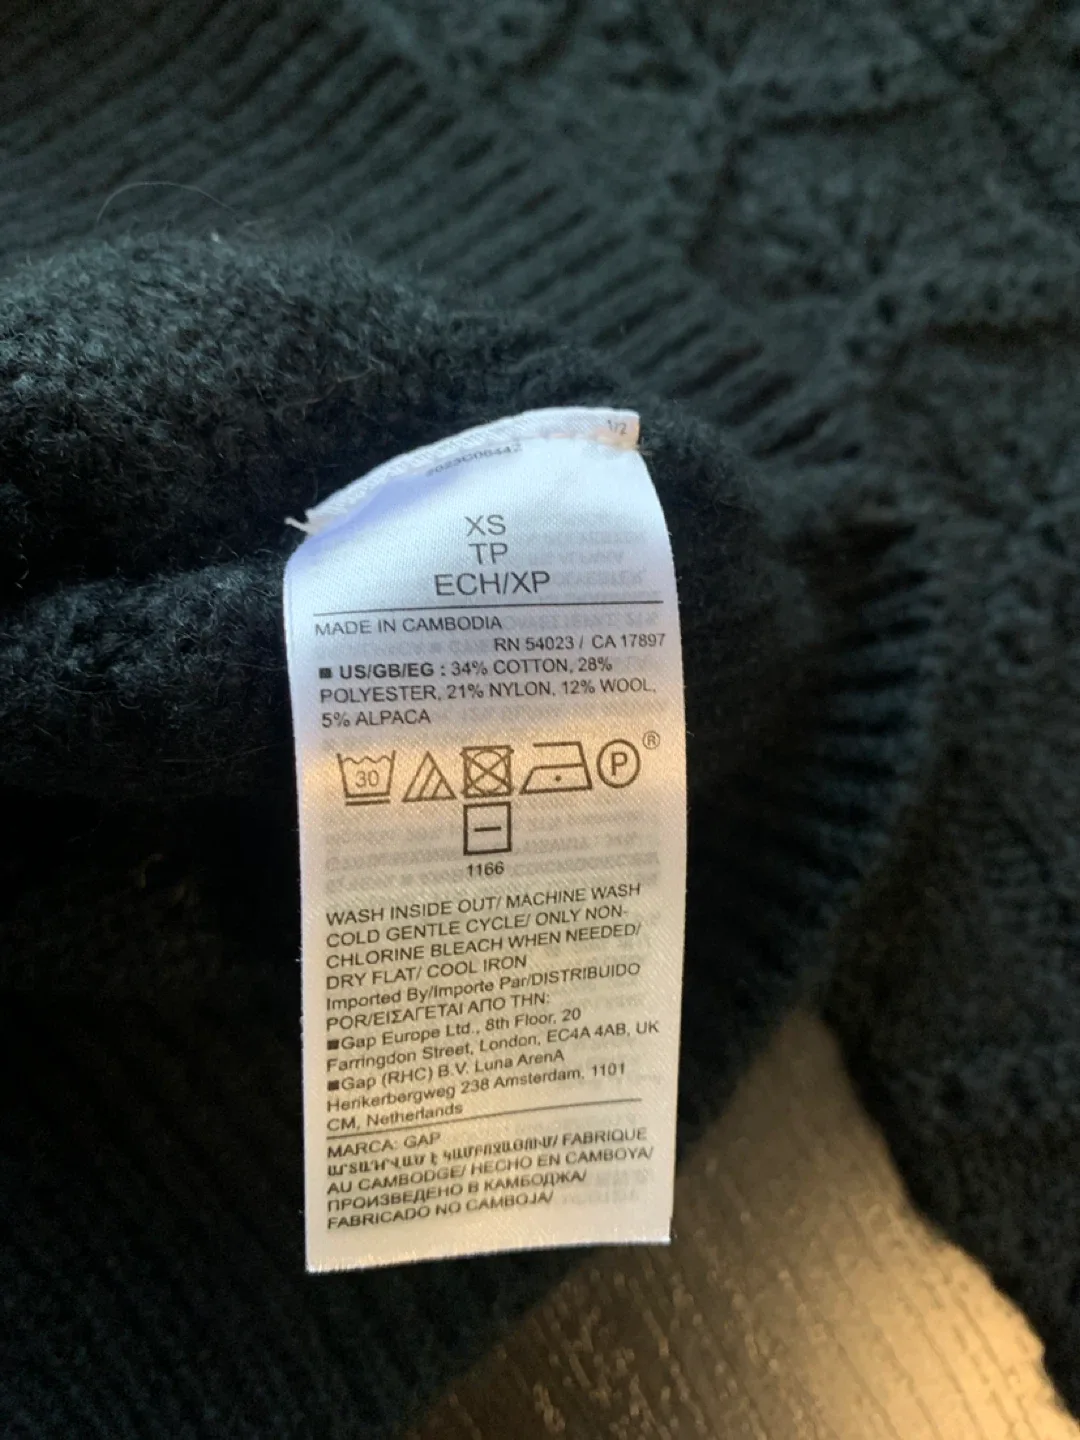 1/2
2023C00442
XS
TP
ECH/XP
MADE IN CAMBODIA
RN 54023 / CA 17897
US/GB/EG : 34% COTTON, 28%
POLYESTER, 21% NYLON, 12% WOOL,
5% ALPACA
30 P ®
1166
WASH INSIDE OUT/ MACHINE WASH
COLD GENTLE CYCLE/ ONLY NON-
CHLORINE BLEACH WHEN NEEDED/
DRY FLAT/ COOL IRON
Imported By/Importe Par/DISTRIBUIDO
POR/ΕΙΣΑΓΕΤΑΙ ΑΠΟ ΤΗΝ:
Gap Europe Ltd., 8th Floor, 20
Farringdon Street, London, EC4A 4AB, UK
Gap (RHC) B.V. Luna ArenA
Herikerbergweg 238 Amsterdam, 1101
CM, Netherlands
MARCA: GAP
ԱՐՏԱԴՐՎԱԾ Է ԿԱՄԲՈՋԱՅՈՒՄ/ FABRIQUE
AU CAMBODGE/ HECHO EN CAMBOYA/
ПРОИЗВЕДЕНО В КАМБОДЖА/
FABRICADO NO CAMBOJA/